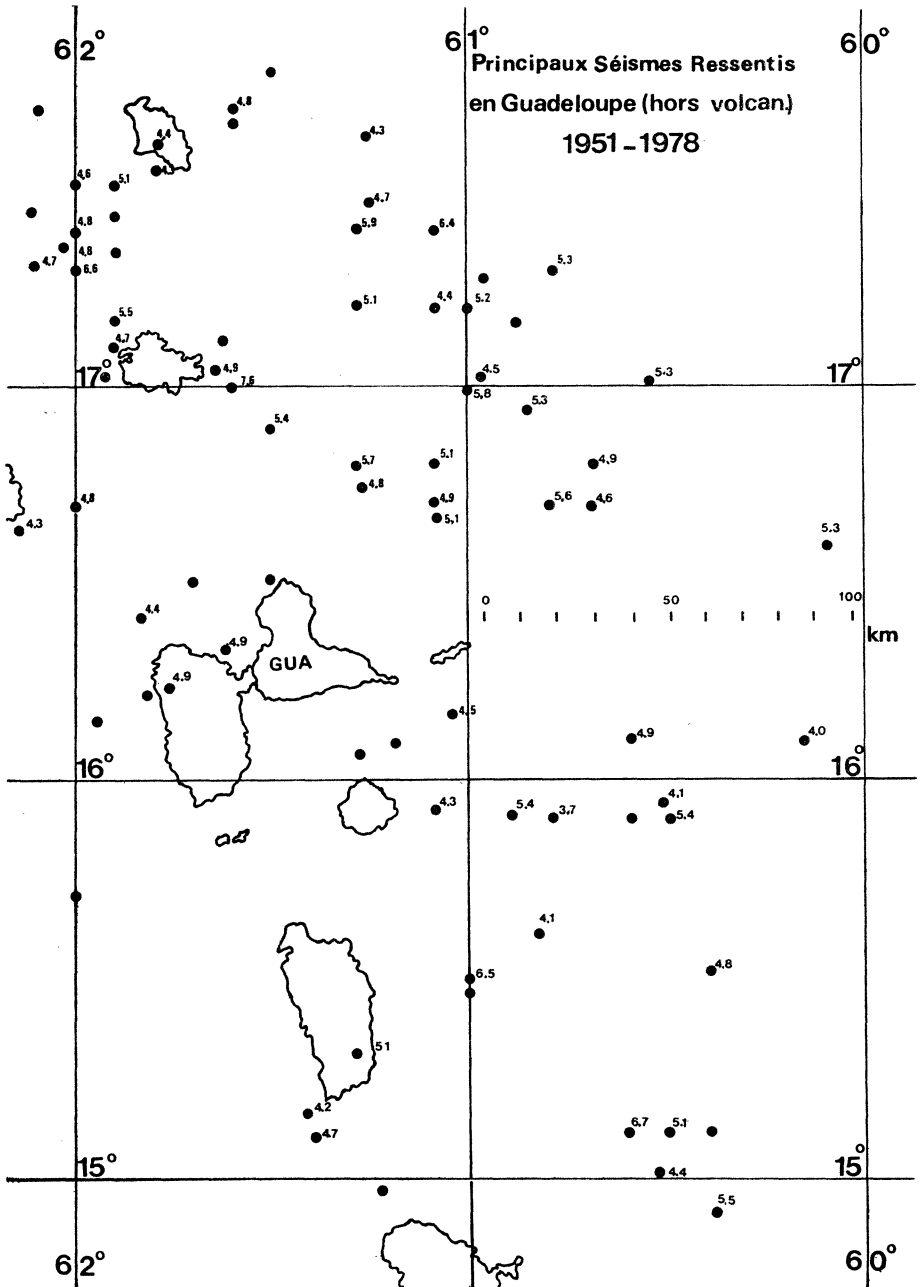 62° 61° 60°
Principaux Séismes Ressentis
en Guadeloupe (hors volcan.)
1951-1978
4.8
4.4 4.3
4.6 5.1
4.7
4.8 5.9 6.4
4.8
4.7 6.6 5.3
5.1 4.4 5.2
5.5
4.7
4.9 4.5 5.3
17° 7.6 5.8 17°
5.3
5.4
5.7 5.1 4.9
4.8
4.8 4.9 5,6 4,6
4.3 5,1
5.3
4.4 0 50 100
km
4.9
GUA
4.9
4.5
4.9 4.0
16° 16°
4.1
4.3 5.4 3,7 5.4
4.1
4.8
6.5
51
4.2
4.7 6.7 5.1
4.4
15° 15°
5,5
62° 60°